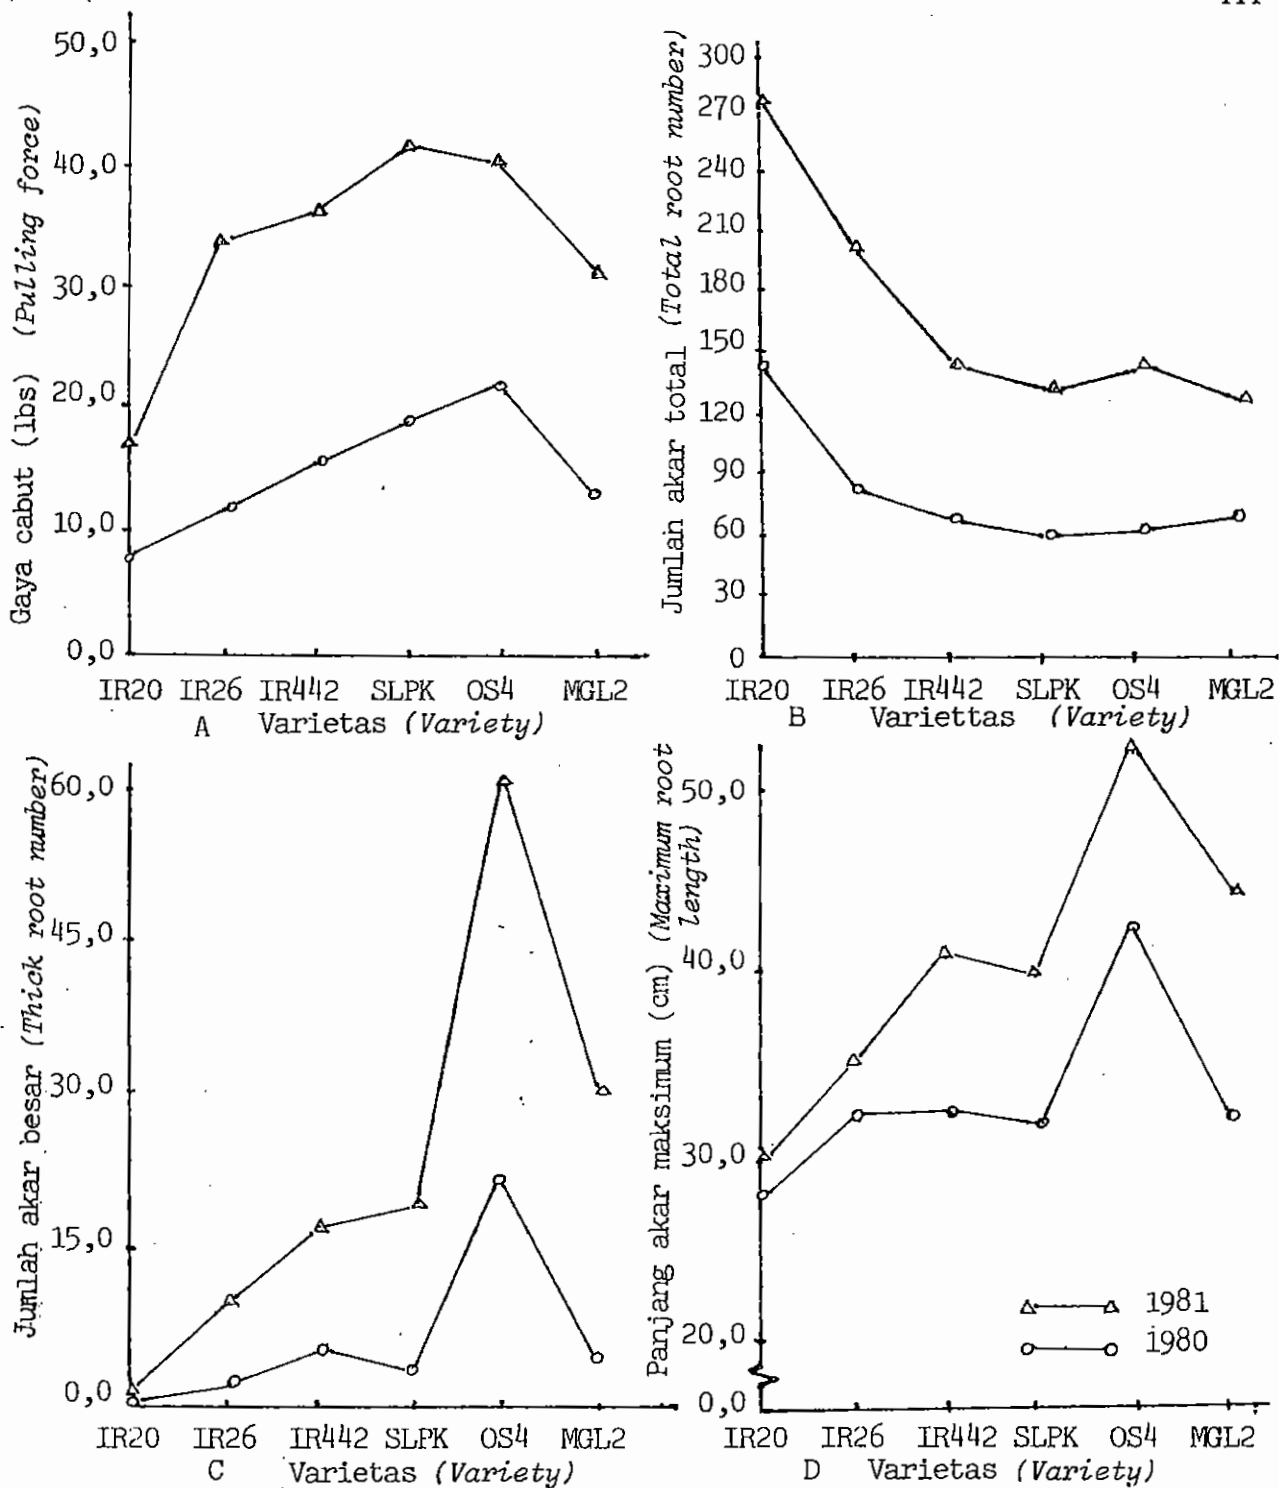 Gaya cabut (lbs) (Pulling force)
50,0
40,0
30,0
20,0
10,0
0,0
IR20 IR26 IR442 SLPK OS4 MGL2
A Varietas (Variety)
Jumlah akar total (Total root number)
300
270
240
210
180
150
120
90
60
30
0
IR20 IR26 IR442 SLPK OS4 MGL2
B Variettas (Variety)
Jumlah akar besar (Thick root number)
60,0
45,0
30,0
15,0
0,0
IR20 IR26 IR442 SLPK OS4 MGL2
C Varietas (Variety)
Panjang akar maksimum (cm) (Maximum root
length)
50,0
40,0
30,0
20,0
0,0
1981
1980
IR20 IR26 IR442 SLPK OS4 MGL2
D Varietas (Variety)